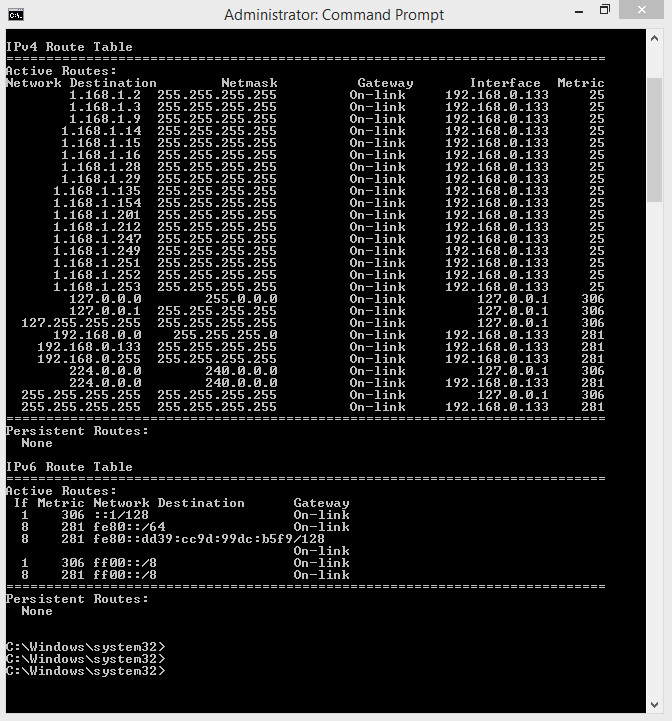 Administrator: Command Prompt
IPv4 Route Table
===========================================================================
Active Routes:
Network Destination        Netmask          Gateway       Interface  Metric
1.168.1.2  255.255.255.255         On-link     192.168.0.133     25
1.168.1.3  255.255.255.255         On-link     192.168.0.133     25
1.168.1.9  255.255.255.255         On-link     192.168.0.133     25
1.168.1.14  255.255.255.255         On-link     192.168.0.133     25
1.168.1.15  255.255.255.255         On-link     192.168.0.133     25
1.168.1.16  255.255.255.255         On-link     192.168.0.133     25
1.168.1.28  255.255.255.255         On-link     192.168.0.133     25
1.168.1.29  255.255.255.255         On-link     192.168.0.133     25
1.168.1.135  255.255.255.255         On-link     192.168.0.133     25
1.168.1.154  255.255.255.255         On-link     192.168.0.133     25
1.168.1.201  255.255.255.255         On-link     192.168.0.133     25
1.168.1.212  255.255.255.255         On-link     192.168.0.133     25
1.168.1.247  255.255.255.255         On-link     192.168.0.133     25
1.168.1.249  255.255.255.255         On-link     192.168.0.133     25
1.168.1.251  255.255.255.255         On-link     192.168.0.133     25
1.168.1.252  255.255.255.255         On-link     192.168.0.133     25
1.168.1.253  255.255.255.255         On-link     192.168.0.133     25
127.0.0.0        255.0.0.0         On-link         127.0.0.1    306
127.0.0.1  255.255.255.255         On-link         127.0.0.1    306
127.255.255.255  255.255.255.255         On-link         127.0.0.1    306
192.168.0.0    255.255.255.0         On-link     192.168.0.133    281
192.168.0.133  255.255.255.255         On-link     192.168.0.133    281
192.168.0.255  255.255.255.255         On-link     192.168.0.133    281
224.0.0.0        240.0.0.0         On-link         127.0.0.1    306
224.0.0.0        240.0.0.0         On-link     192.168.0.133    281
255.255.255.255  255.255.255.255         On-link         127.0.0.1    306
255.255.255.255  255.255.255.255         On-link     192.168.0.133    281
===========================================================================
Persistent Routes:
None
IPv6 Route Table
===========================================================================
Active Routes:
If Metric Network Destination      Gateway
1    306 ::1/128                  On-link
8    281 fe80::/64                On-link
8    281 fe80::dd39:cc9d:99dc:b5f9/128
On-link
1    306 ff00::/8                 On-link
8    281 ff00::/8                 On-link
===========================================================================
Persistent Routes:
None
C:\Windows\system32>
C:\Windows\system32>
C:\Windows\system32>